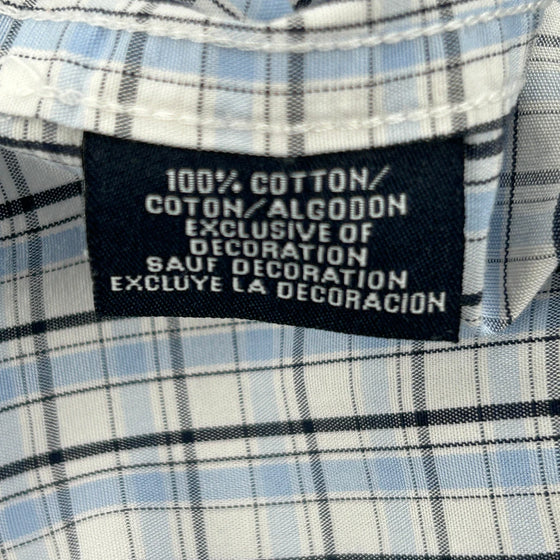 100% COTTON/
COTON/ALGODON
EXCLUSIVE OF
DECORATION
SAUF DECORATION
EXCLUYE LA DECORACION